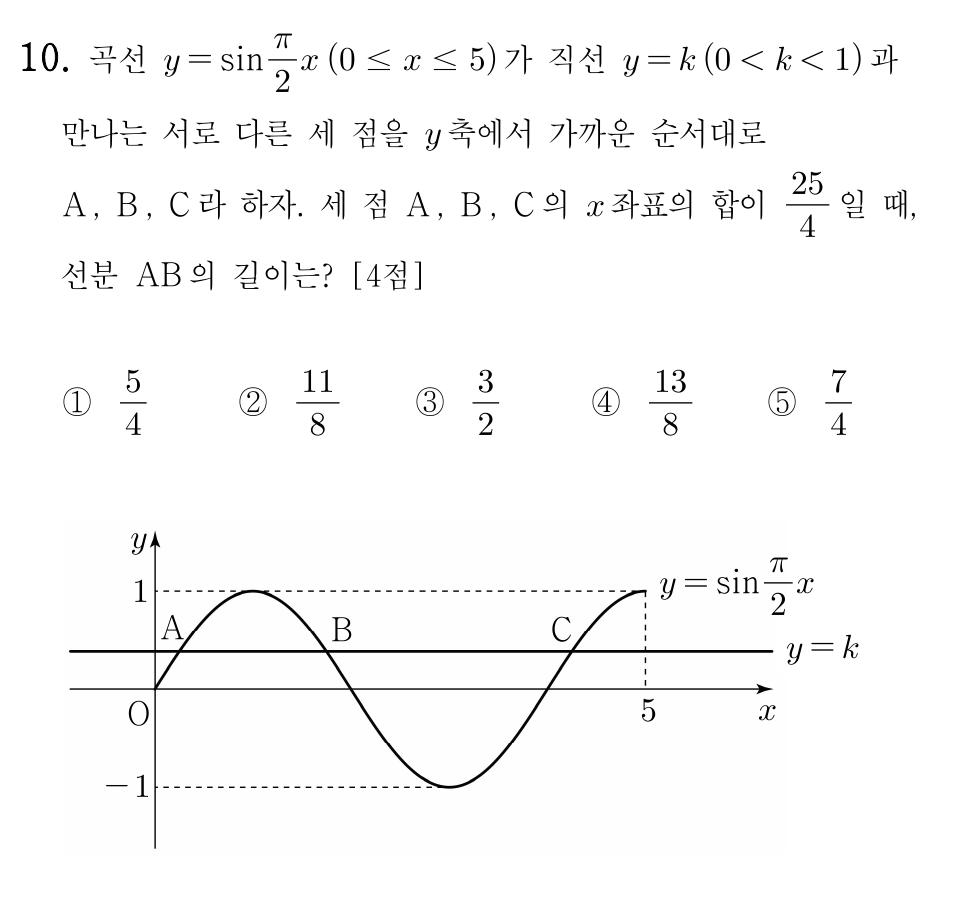 10. 곡선 y=sin π/2 x (0≤x≤5)가 직선 y=k(0<k<1)과
만나는 서로 다른 세 점을 y축에서 가까운 순서대로
A, B, C라 하자. 세 점 A, B, C의 x좌표의 합이 25/4일 때,
선분 AB의 길이는? [4점]
① 5/4 ② 11/8 ③ 3/2 ④ 13/8 ⑤ 7/4
y
1
y=sin π/2 x
A B C
y=k
O 5 x
−1